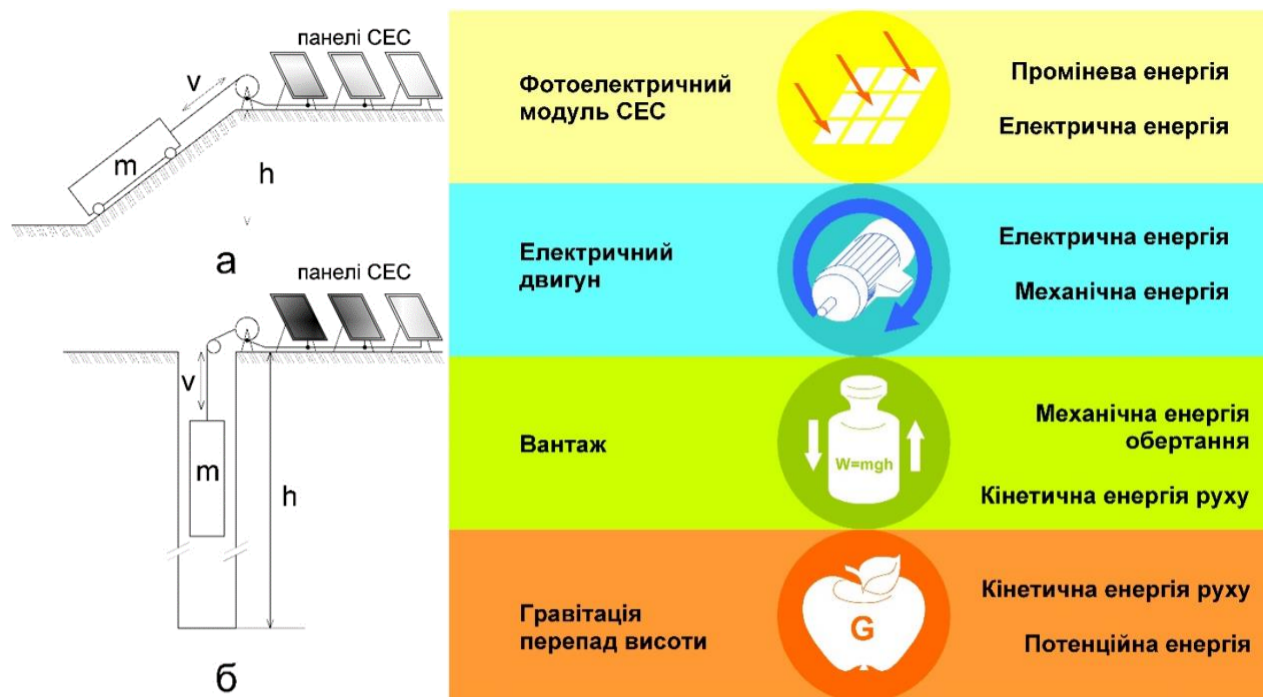 панелі СЕС
v
m
h
а
панелі СЕС
v
m
h
б
Фотоелектричний
модуль СЕС
Промінева енергія
Електрична енергія
Електричний
двигун
Електрична енергія
Механічна енергія
Вантаж
W=mgh
Механічна енергія
обертання
Кінетична енергія руху
Гравітація
перепад висоти
G
Кінетична енергія руху
Потенційна енергія